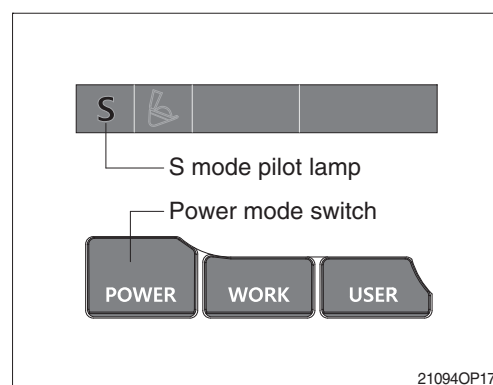 S
S mode pilot lamp
Power mode switch
POWER WORK USER
21094OP17